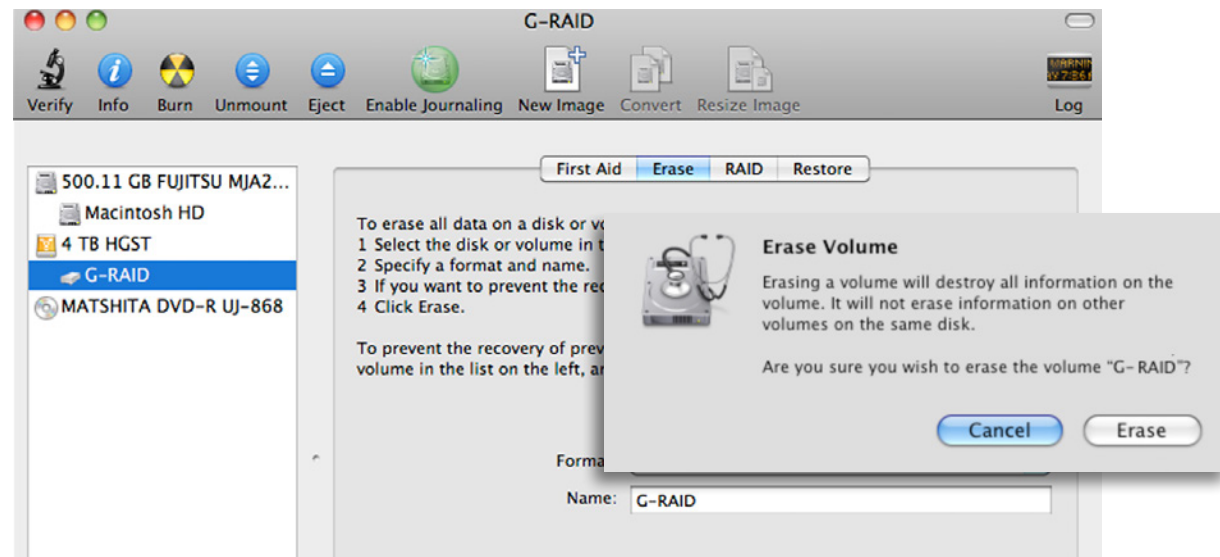 G-RAID
Verify Info Burn Unmount Eject Enable Journaling New Image Convert Resize Image Log
First Aid Erase RAID Restore
500.11 GB FUJITSU MJA2...
Macintosh HD
4 TB HGST
G-RAID
MATSHITA DVD-R UJ-868
To erase all data on a disk or
1 Select the disk or volume in
2 Specify a format and name.
3 If you want to prevent the
4 Click Erase.
To prevent the recovery of
volume in the list on the left,
Name: G-RAID
Erase Volume
Erasing a volume will destroy all information on the
volume. It will not erase information on other
volumes on the same disk.
Are you sure you wish to erase the volume "G-RAID"?
Cancel Erase